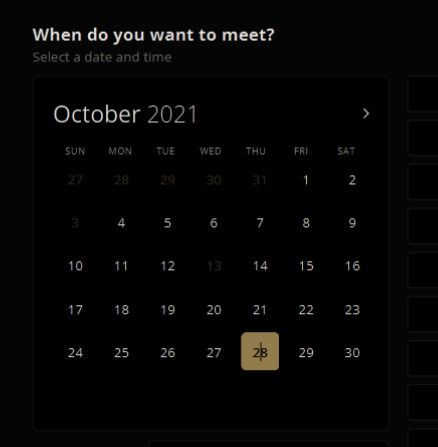 When do you want to meet?
Select a date and time
October 2021
SUN MON TUE WED THU FRI SAT
27 28 29 30 31 1 2
3 4 5 6 7 8 9
10 11 12 13 14 15 16
17 18 19 20 21 22 23
24 25 26 27 28 29 30